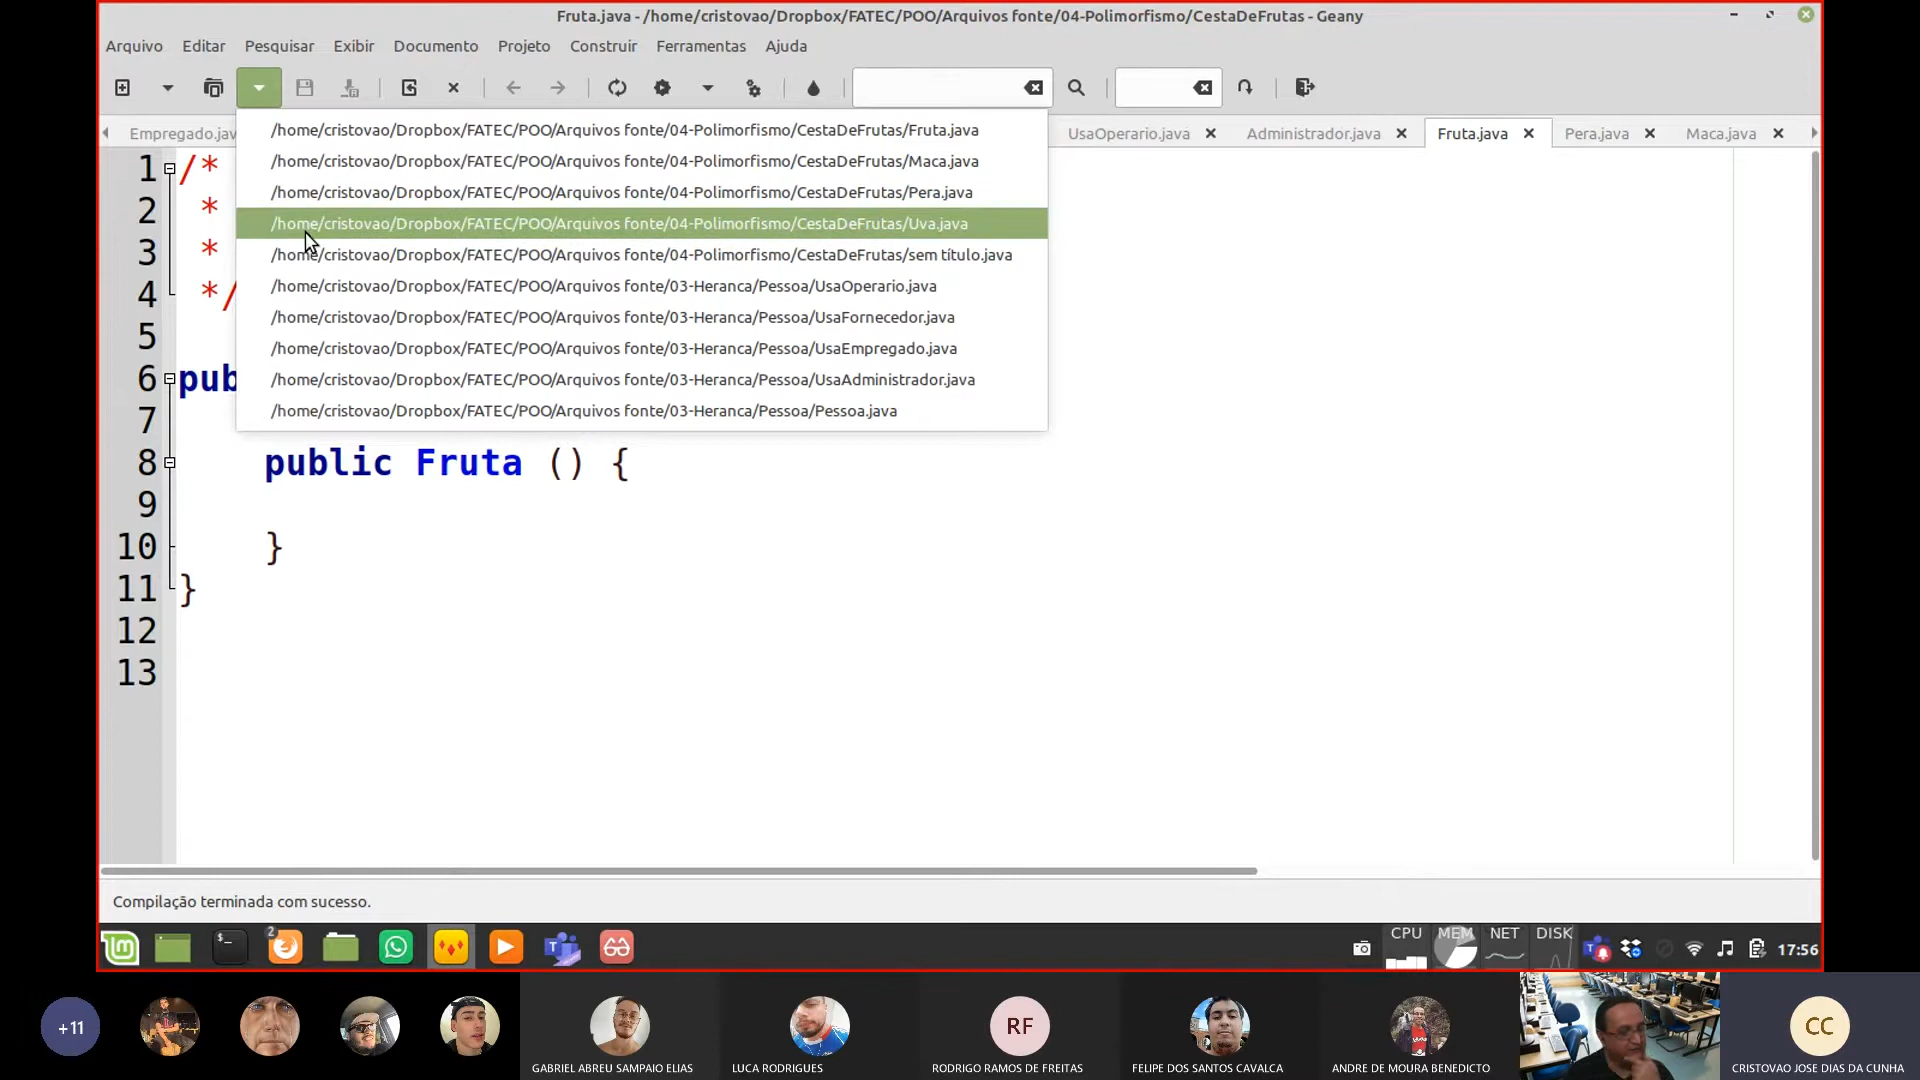 Fruta.java - /home/cristovao/Dropbox/FATEC/POO/Arquivos fonte/04-Polimorfismo/CestaDeFrutas - Geany
Arquivo Editar Pesquisar Exibir Documento Projeto Construir Ferramentas Ajuda
Empregado.jav UsaOperario.java Administrador.java Fruta.java Pera.java Maca.java
/home/cristovao/Dropbox/FATEC/POO/Arquivos fonte/04-Polimorfismo/CestaDeFrutas/Fruta.java
/home/cristovao/Dropbox/FATEC/POO/Arquivos fonte/04-Polimorfismo/CestaDeFrutas/Maca.java
/home/cristovao/Dropbox/FATEC/POO/Arquivos fonte/04-Polimorfismo/CestaDeFrutas/Pera.java
/home/cristovao/Dropbox/FATEC/POO/Arquivos fonte/04-Polimorfismo/CestaDeFrutas/Uva.java
/home/cristovao/Dropbox/FATEC/POO/Arquivos fonte/04-Polimorfismo/CestaDeFrutas/sem título.java
/home/cristovao/Dropbox/FATEC/POO/Arquivos fonte/03-Heranca/Pessoa/UsaOperario.java
/home/cristovao/Dropbox/FATEC/POO/Arquivos fonte/03-Heranca/Pessoa/UsaFornecedor.java
/home/cristovao/Dropbox/FATEC/POO/Arquivos fonte/03-Heranca/Pessoa/UsaEmpregado.java
/home/cristovao/Dropbox/FATEC/POO/Arquivos fonte/03-Heranca/Pessoa/UsaAdministrador.java
/home/cristovao/Dropbox/FATEC/POO/Arquivos fonte/03-Heranca/Pessoa/Pessoa.java
1 /*
2 *
3 *
4 */
5
6 pub
7
8 public Fruta () {
9
10 }
11 }
12
13
Compilação terminada com sucesso.
2 CPU MEM NET DISK 17:56
+11 RF CC
GABRIEL ABREU SAMPAIO ELIAS LUCA RODRIGUES RODRIGO RAMOS DE FREITAS FELIPE DOS SANTOS CAVALCA ANDRE DE MOURA BENEDICTO CRISTOVAO JOSE DIAS DA CUNHA